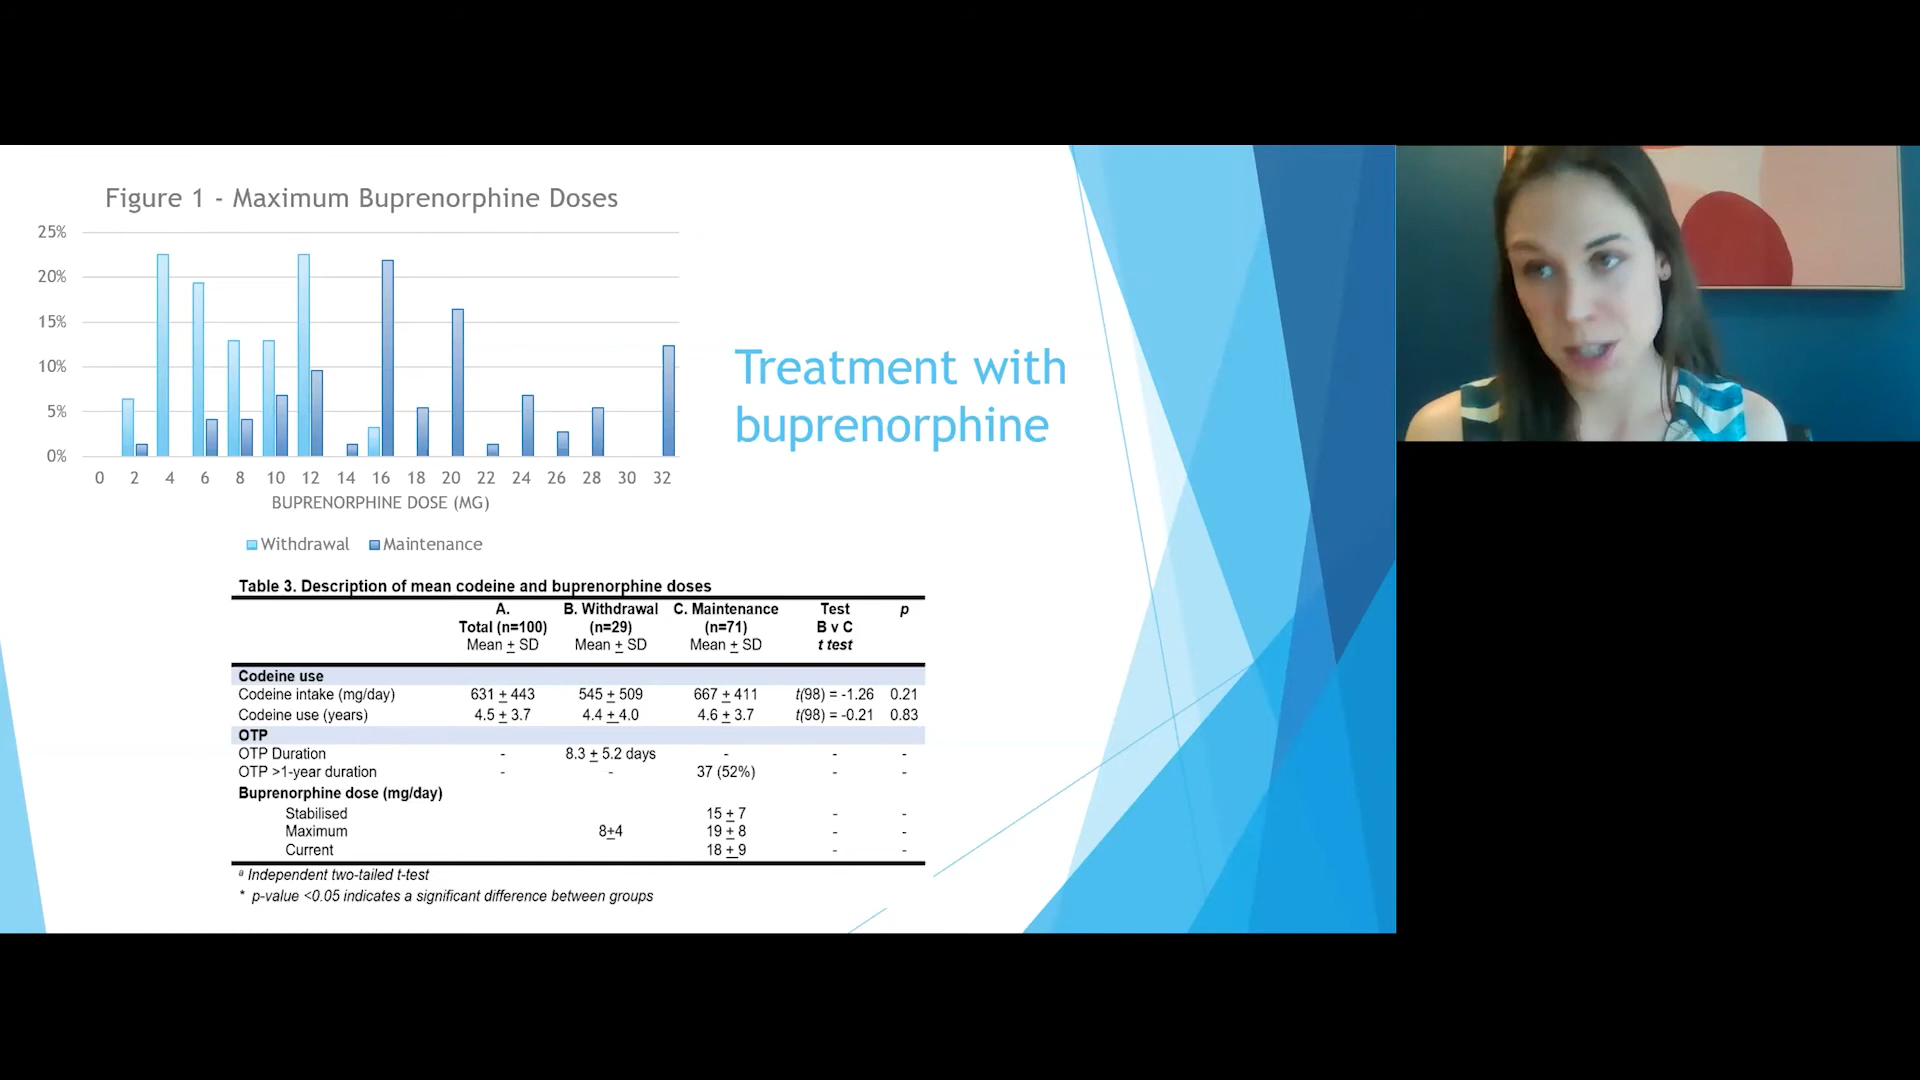 Figure 1 - Maximum Buprenorphine Doses
25%
20%
15%
10%
5%
0%
0 2 4 6 8 10 12 14 16 18 20 22 24 26 28 30 32
BUPRENORPHINE DOSE (MG)
Withdrawal Maintenance
Treatment with
buprenorphine
Table 3. Description of mean codeine and buprenorphine doses
A. B. Withdrawal C. Maintenance Test p
Total (n=100) (n=29) (n=71) B v C
Mean ± SD Mean ± SD Mean ± SD t test
Codeine use
Codeine intake (mg/day) 631 ± 443 545 ± 509 667 ± 411 t(98) = -1.26 0.21
Codeine use (years) 4.5 ± 3.7 4.4 ± 4.0 4.6 ± 3.7 t(98) = -0.21 0.83
OTP
OTP Duration - 8.3 ± 5.2 days - - -
OTP >1-year duration - - 37 (52%) - -
Buprenorphine dose (mg/day)
Stabilised 15 ± 7 - -
Maximum 8±4 19 ± 8 - -
Current 18 ± 9 - -
ª Independent two-tailed t-test
* p-value <0.05 indicates a significant difference between groups